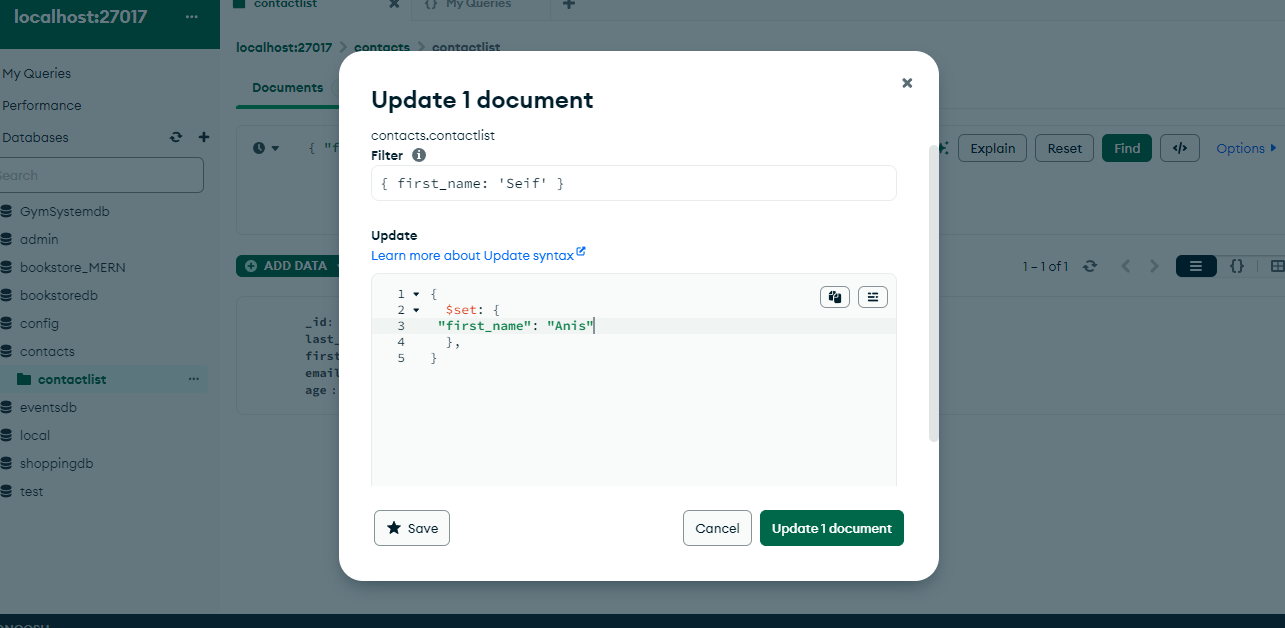 localhost:27017 ...
contactlist
{} My Queries
localhost:27017 > contacts > contactlist
My Queries
Performance
Databases
Search
GymSystemdb
admin
bookstore_MERN
bookstoredb
config
contacts
contactlist ...
eventsdb
local
shoppingdb
test
Documents
{ "f
Explain
Reset
Find
</>
Options
ADD DATA
1 – 1 of 1
{}
_id:
last_
first
email
age :
Update 1 document
contacts.contactlist
Filter
{ first_name: 'Seif' }
Update
Learn more about Update syntax
1 {
2 $set: {
3 "first_name": "Anis"
4 },
5 }
Save
Cancel
Update 1 document